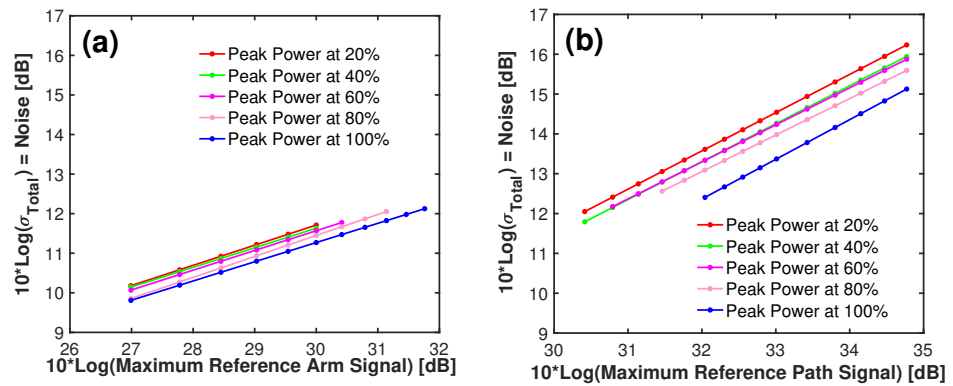 (a)
17
16
15
14
13
12
11
10
9
10*Log(σTotal) = Noise [dB]
Peak Power at 20%
Peak Power at 40%
Peak Power at 60%
Peak Power at 80%
Peak Power at 100%
26 27 28 29 30 31 32
10*Log(Maximum Reference Arm Signal) [dB]
(b)
17
16
15
14
13
12
11
10
9
10*Log(σTotal) = Noise [dB]
Peak Power at 20%
Peak Power at 40%
Peak Power at 60%
Peak Power at 80%
Peak Power at 100%
30 31 32 33 34 35
10*Log(Maximum Reference Path Signal) [dB]